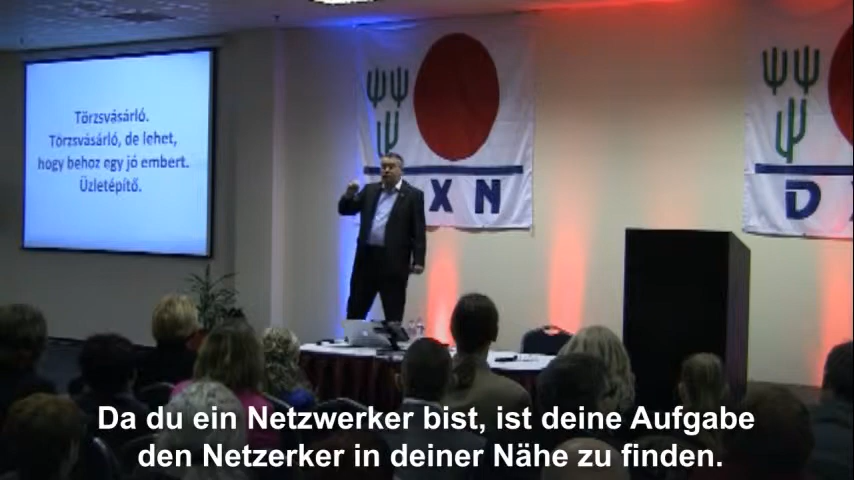 Törzsvásárló.
Törzsvásárló, de lehet,
hogy behoz egy jó embert.
Üzletépítő.
XN
D
Da du ein Netzwerker bist, ist deine Aufgabe
den Netzerker in deiner Nähe zu finden.